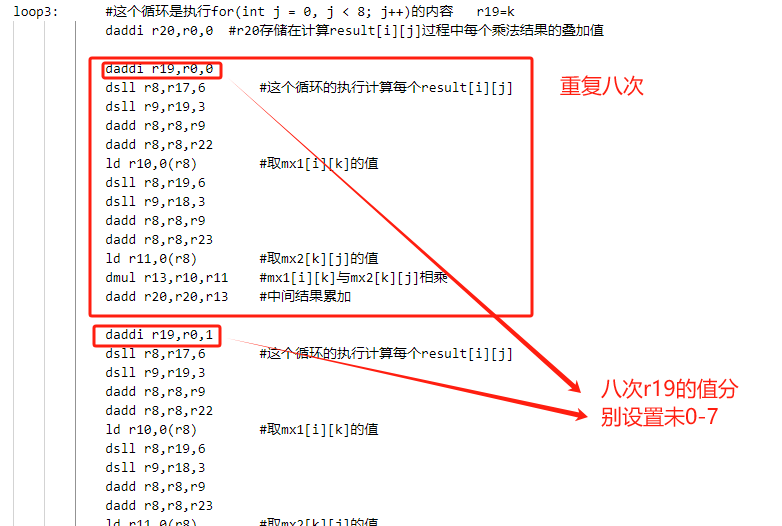 loop3: #这个循环是执行for(int j = 0, j < 8; j++)的内容 r19=k
daddi r20,r0,0 #r20存储在计算result[i][j]过程中每个乘法结果的叠加值
daddi r19,r0,0
重复八次
dsll r8,r17,6 #这个循环的执行计算每个result[i][j]
dsll r9,r19,3
dadd r8,r8,r9
dadd r8,r8,r22
ld r10,0(r8) #取mx1[i][k]的值
dsll r8,r19,6
dsll r9,r18,3
dadd r8,r8,r9
dadd r8,r8,r23
ld r11,0(r8) #取mx2[k][j]的值
dmul r13,r10,r11 #mx1[i][k]与mx2[k][j]相乘
dadd r20,r20,r13 #中间结果累加
daddi r19,r0,1
dsll r8,r17,6 #这个循环的执行计算每个result[i][j]
dsll r9,r19,3
dadd r8,r8,r9
八次r19的值分
别设置未0-7
dadd r8,r8,r22
ld r10,0(r8) #取mx1[i][k]的值
dsll r8,r19,6
dsll r9,r18,3
dadd r8,r8,r9
dadd r8,r8,r23
ld r11,0(r8) #取mx2[k][j]的值